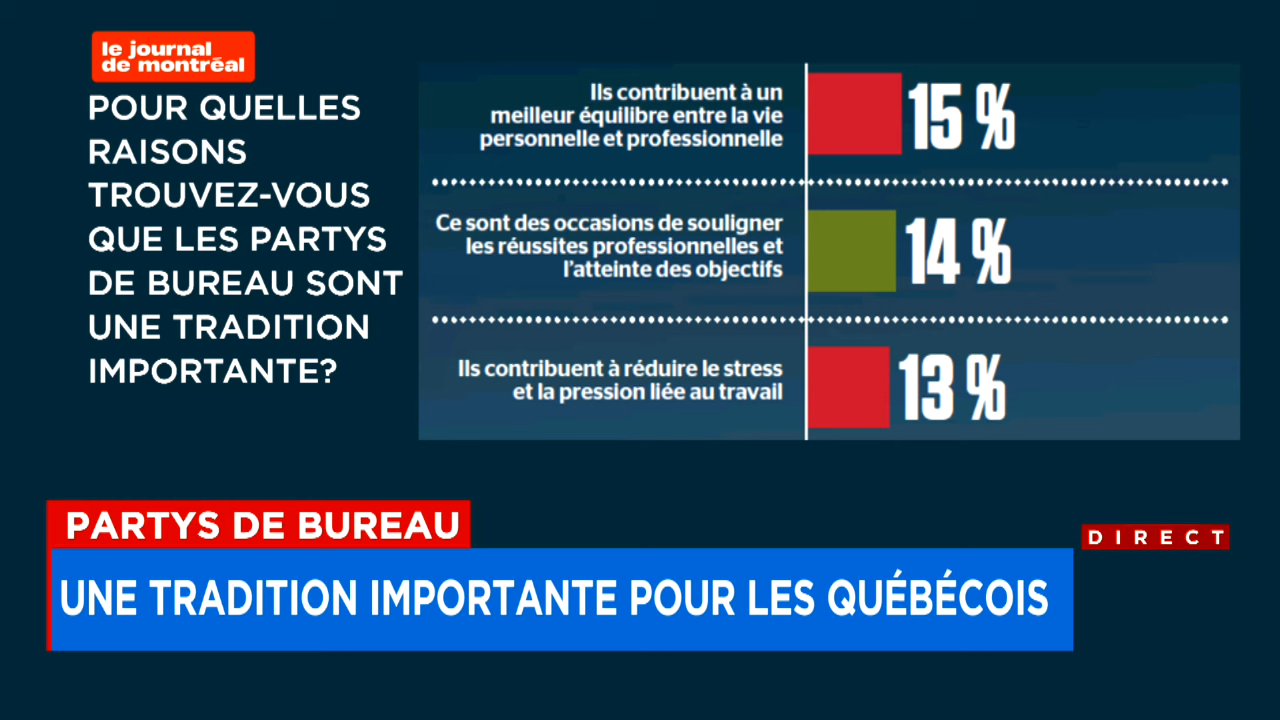 le journal
de montréal
POUR QUELLES
RAISONS
TROUVEZ-VOUS
QUE LES PARTYS
DE BUREAU SONT
UNE TRADITION
IMPORTANTE?
Ils contribuent à un
meilleur équilibre entre la vie
personnelle et professionnelle
15 %
Ce sont des occasions de souligner
les réussites professionnelles et
l'atteinte des objectifs
14 %
Ils contribuent à réduire le stress
et la pression liée au travail
13 %
PARTYS DE BUREAU
DIRECT
UNE TRADITION IMPORTANTE POUR LES QUÉBÉCOIS